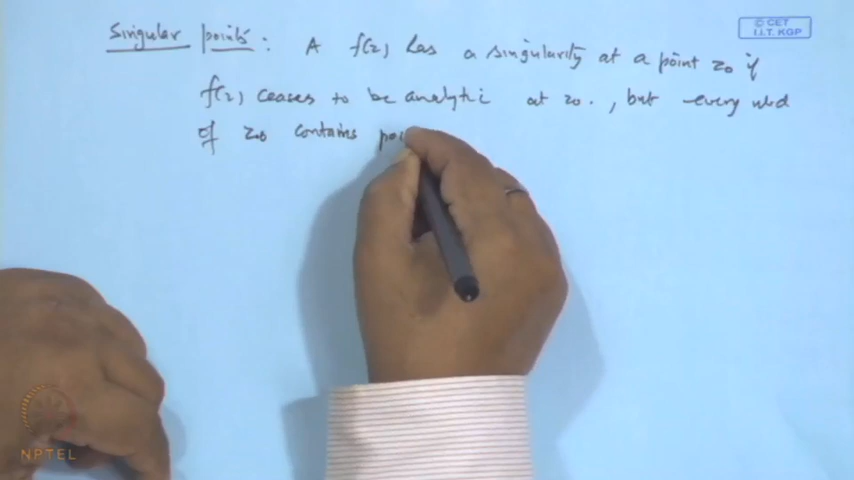 Singular points : A f(z) has a singularity at a point z₀ if
f(z) ceases to be analytic at z₀. , but every nbd
of z₀ contains poi
© CET
I.I.T. KGP
NPTEL